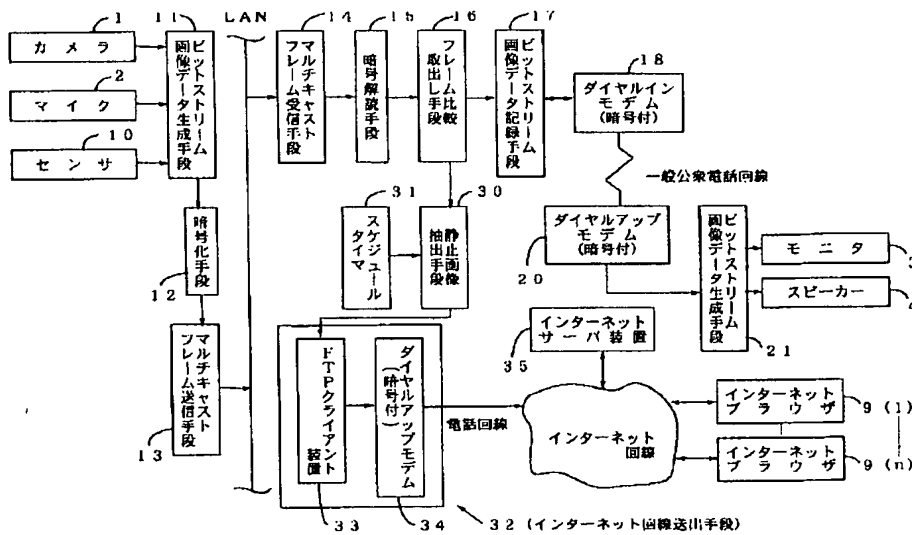 1
カメラ
2
マイク
10
センサ
11
ビットストリーム
画像データ生成手段
12
暗号化手段
13
マルチキャスト
フレーム送信手段
LAN
14
マルチキャスト
フレーム受信手段
15
暗号解読手段
16
フレーム比較
取出し手段
17
ビットストリーム
画像データ記録手段
18
ダイヤルイン
モデム
(暗号付)
一般公衆電話回線
31
スケジュール
タイマ
30
静止画像
抽出手段
ダイヤルアップ
モデム
(暗号付)
20
ビットストリーム
画像データ生成手段
21
モニタ
3
スピーカー
4
インターネット
サーバ装置
35
FTPクライアント
装置
33
ダイヤルアップモデム
(暗号付)
34
電話回線
インターネット
回線
インターネット
ブラウザ
9 (1)
インターネット
ブラウザ
9 (n)
32 (インターネット回線送出手段)